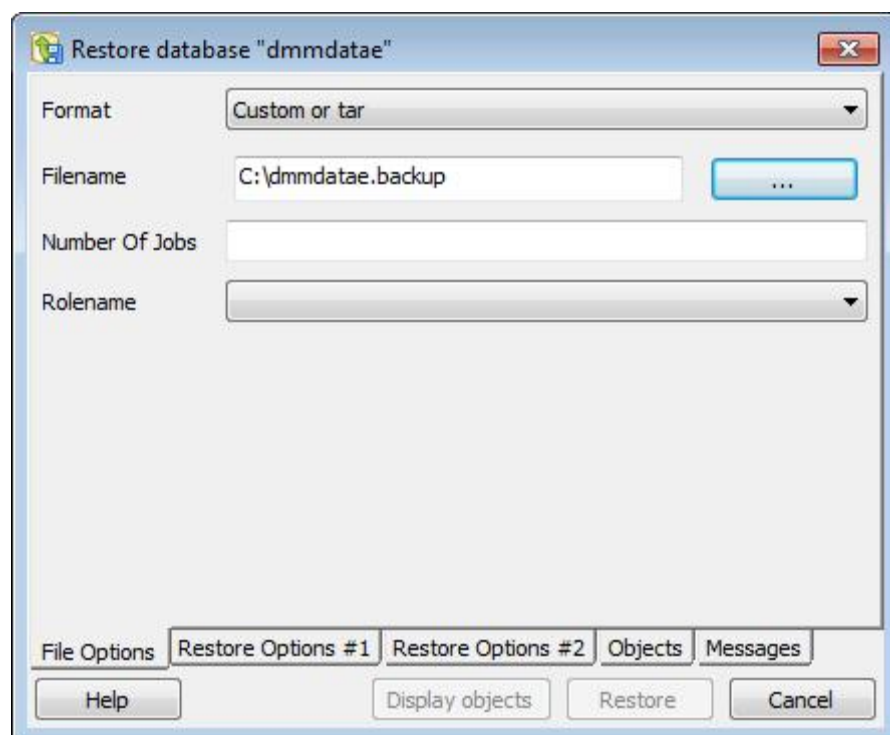 Restore database "dmmdatae"
Format Custom or tar
Filename C:\dmmdatae.backup ...
Number Of Jobs
Rolename
File Options Restore Options #1 Restore Options #2 Objects Messages
Help Display objects Restore Cancel